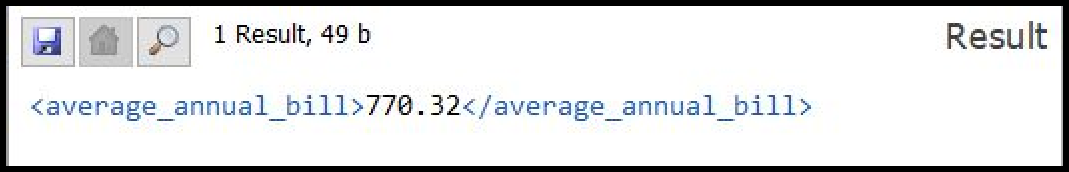 1 Result, 49 b Result
<average_annual_bill>770.32</average_annual_bill>